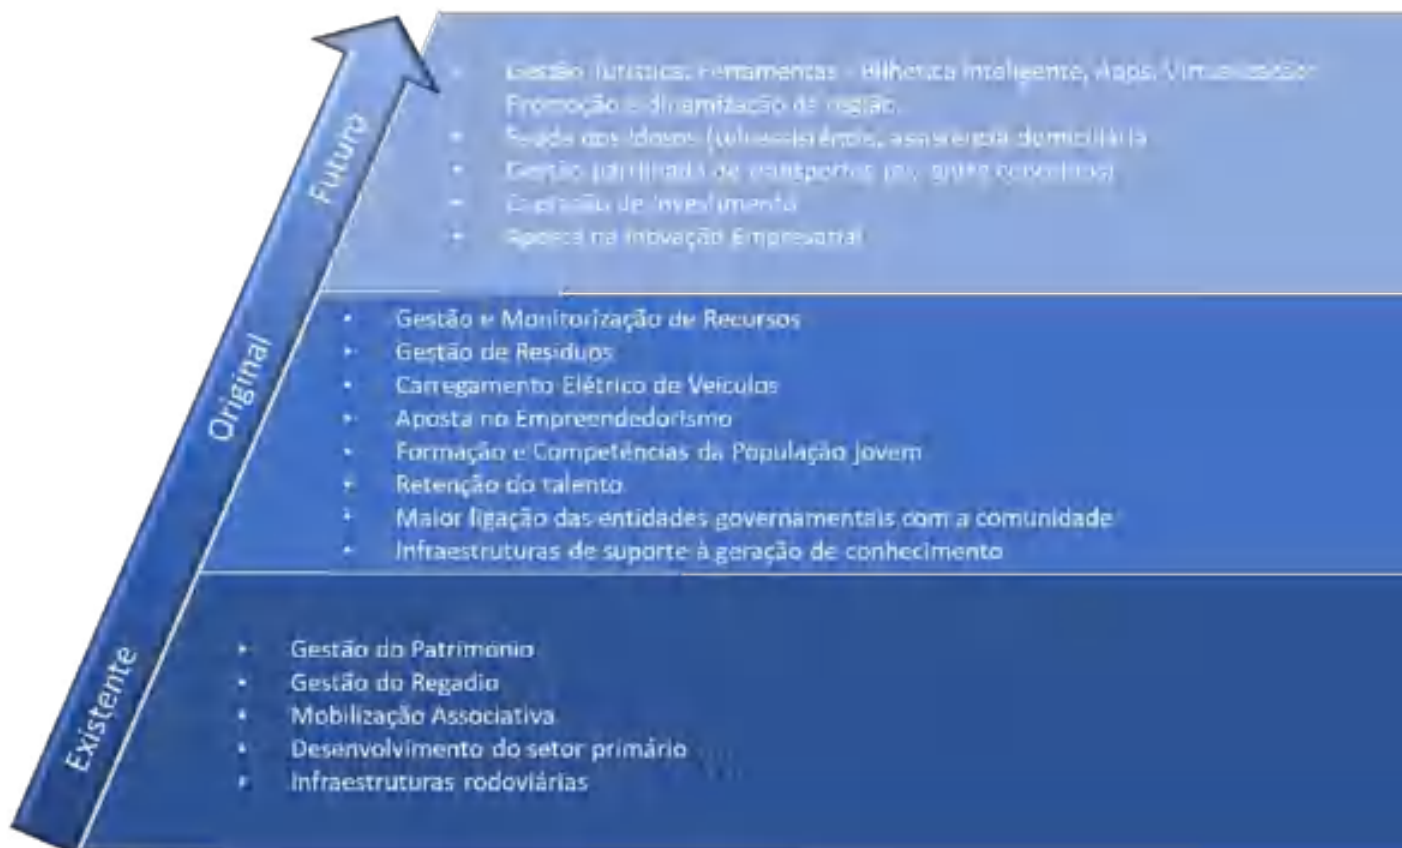 Futuro
Gestão Turística: Ferramentas - Bilhética Inteligente, Apps, Virtualização
Promoção e dinamização da região
Saúde dos Idosos (teleassistência, assistência domiciliária
Gestão partilhada de transportes
Captação de Investimento
Aposta na Inovação Empresarial
Original
Gestão e Monitorização de Recursos
Gestão de Resíduos
Carregamento Elétrico de Veículos
Aposta no Empreendedorismo
Formação e Competências da População jovem
Retenção do talento
Maior ligação das entidades governamentais com a comunidade
Infraestruturas de suporte à geração de conhecimento
Existente
Gestão do Património
Gestão do Regadio
Mobilização Associativa
Desenvolvimento do setor primário
Infraestruturas rodoviárias